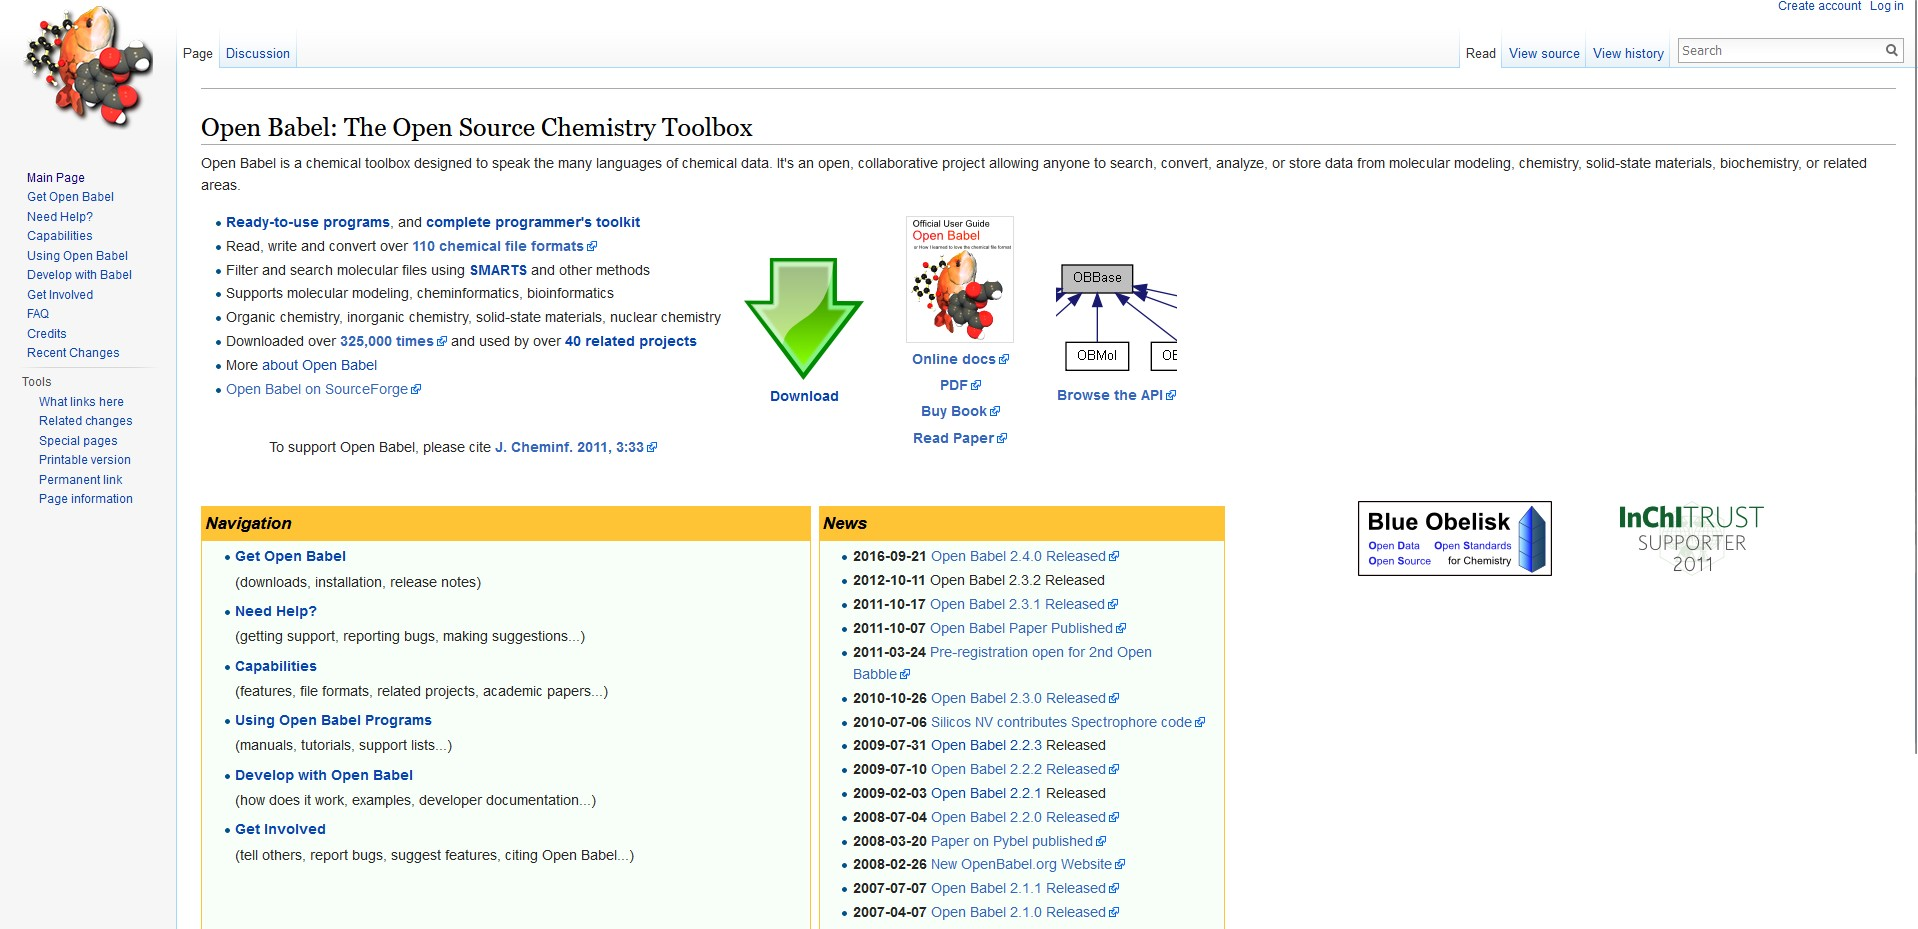 Create account Log in
Page Discussion Read View source View history Search
Open Babel: The Open Source Chemistry Toolbox
Open Babel is a chemical toolbox designed to speak the many languages of chemical data. It's an open, collaborative project allowing anyone to search, convert, analyze, or store data from molecular modeling, chemistry, solid-state materials, biochemistry, or related
areas.
Main Page
Get Open Babel
Need Help?
Capabilities
Using Open Babel
Develop with Babel
Get Involved
FAQ
Credits
Recent Changes
Tools
What links here
Related changes
Special pages
Printable version
Permanent link
Page information
Ready-to-use programs, and complete programmer's toolkit
Read, write and convert over 110 chemical file formats
Filter and search molecular files using SMARTS and other methods
Supports molecular modeling, cheminformatics, bioinformatics
Organic chemistry, inorganic chemistry, solid-state materials, nuclear chemistry
Downloaded over 325,000 times and used by over 40 related projects
More about Open Babel
Open Babel on SourceForge
To support Open Babel, please cite J. Cheminf. 2011, 3:33
Download
Official User Guide
Open Babel
or How I learned to love the chemical file format
Online docs
PDF
Buy Book
Read Paper
OBBase
OBMol
OE
Browse the API
Navigation
Get Open Babel
(downloads, installation, release notes)
Need Help?
(getting support, reporting bugs, making suggestions...)
Capabilities
(features, file formats, related projects, academic papers...)
Using Open Babel Programs
(manuals, tutorials, support lists...)
Develop with Open Babel
(how does it work, examples, developer documentation...)
Get Involved
(tell others, report bugs, suggest features, citing Open Babel...)
News
2016-09-21 Open Babel 2.4.0 Released
2012-10-11 Open Babel 2.3.2 Released
2011-10-17 Open Babel 2.3.1 Released
2011-10-07 Open Babel Paper Published
2011-03-24 Pre-registration open for 2nd Open
Babble
2010-10-26 Open Babel 2.3.0 Released
2010-07-06 Silicos NV contributes Spectrophore code
2009-07-31 Open Babel 2.2.3 Released
2009-07-10 Open Babel 2.2.2 Released
2009-02-03 Open Babel 2.2.1 Released
2008-07-04 Open Babel 2.2.0 Released
2008-03-20 Paper on Pybel published
2008-02-26 New OpenBabel.org Website
2007-07-07 Open Babel 2.1.1 Released
2007-04-07 Open Babel 2.1.0 Released
Blue Obelisk
Open Data Open Standards
Open Source for Chemistry
InChITRUST
SUPPORTER
2011